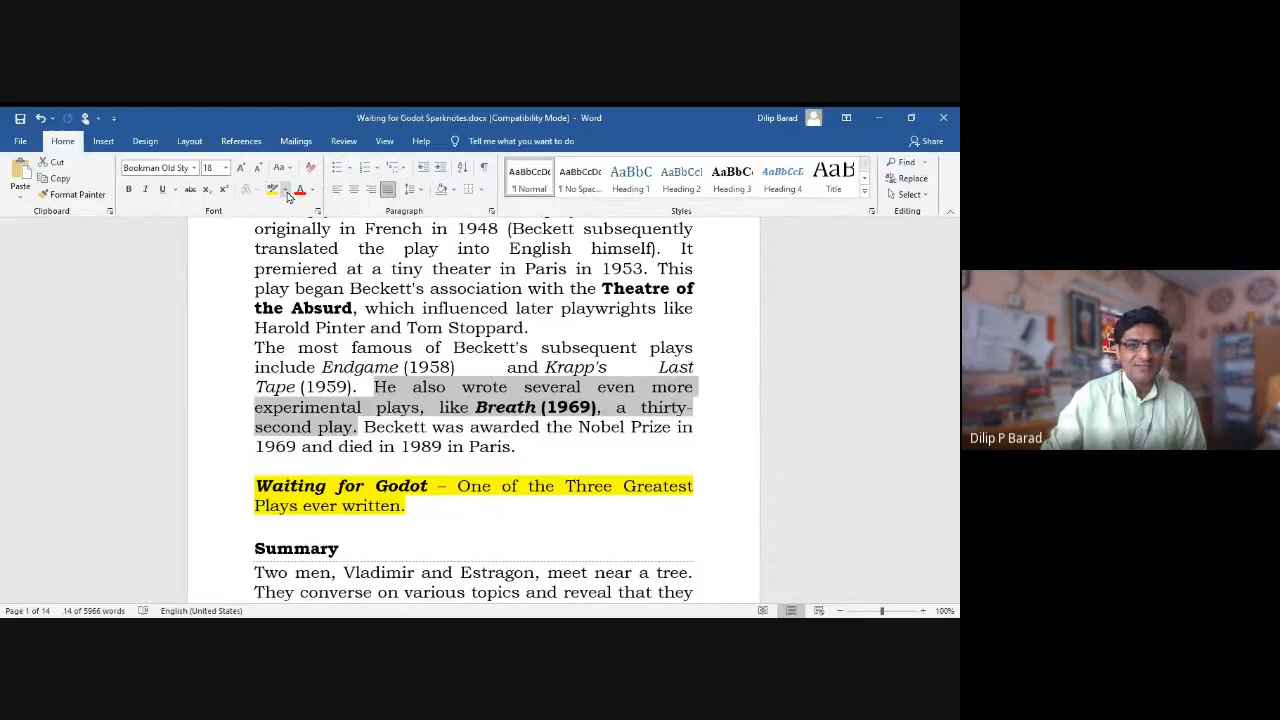 Waiting for Godot Sparknotes.docx [Compatibility Mode] - Word
Dilip Barad
File Home Insert Design Layout References Mailings Review View Help Tell me what you want to do Share
Paste
Cut
Copy
Format Painter
Clipboard
Bookman Old Sty 18
B I U abc
Font
Paragraph
AaBbCcDc AaBbCcDc AaBbC AaBbCcI AaBbCc AaBbCcD AaB
¶ Normal ¶ No Spac... Heading 1 Heading 2 Heading 3 Heading 4 Title
Styles
Find
Replace
Select
Editing
originally in French in 1948 (Beckett subsequently
translated the play into English himself). It
premiered at a tiny theater in Paris in 1953. This
play began Beckett's association with the Theatre of
the Absurd, which influenced later playwrights like
Harold Pinter and Tom Stoppard.
The most famous of Beckett's subsequent plays
include Endgame (1958) and Krapp's Last
Tape (1959). He also wrote several even more
experimental plays, like Breath (1969), a thirty-
second play. Beckett was awarded the Nobel Prize in
1969 and died in 1989 in Paris.
Waiting for Godot – One of the Three Greatest
Plays ever written.
Summary
Two men, Vladimir and Estragon, meet near a tree.
They converse on various topics and reveal that they
Page 1 of 14 14 of 5966 words English (United States) 100%
Dilip P Barad